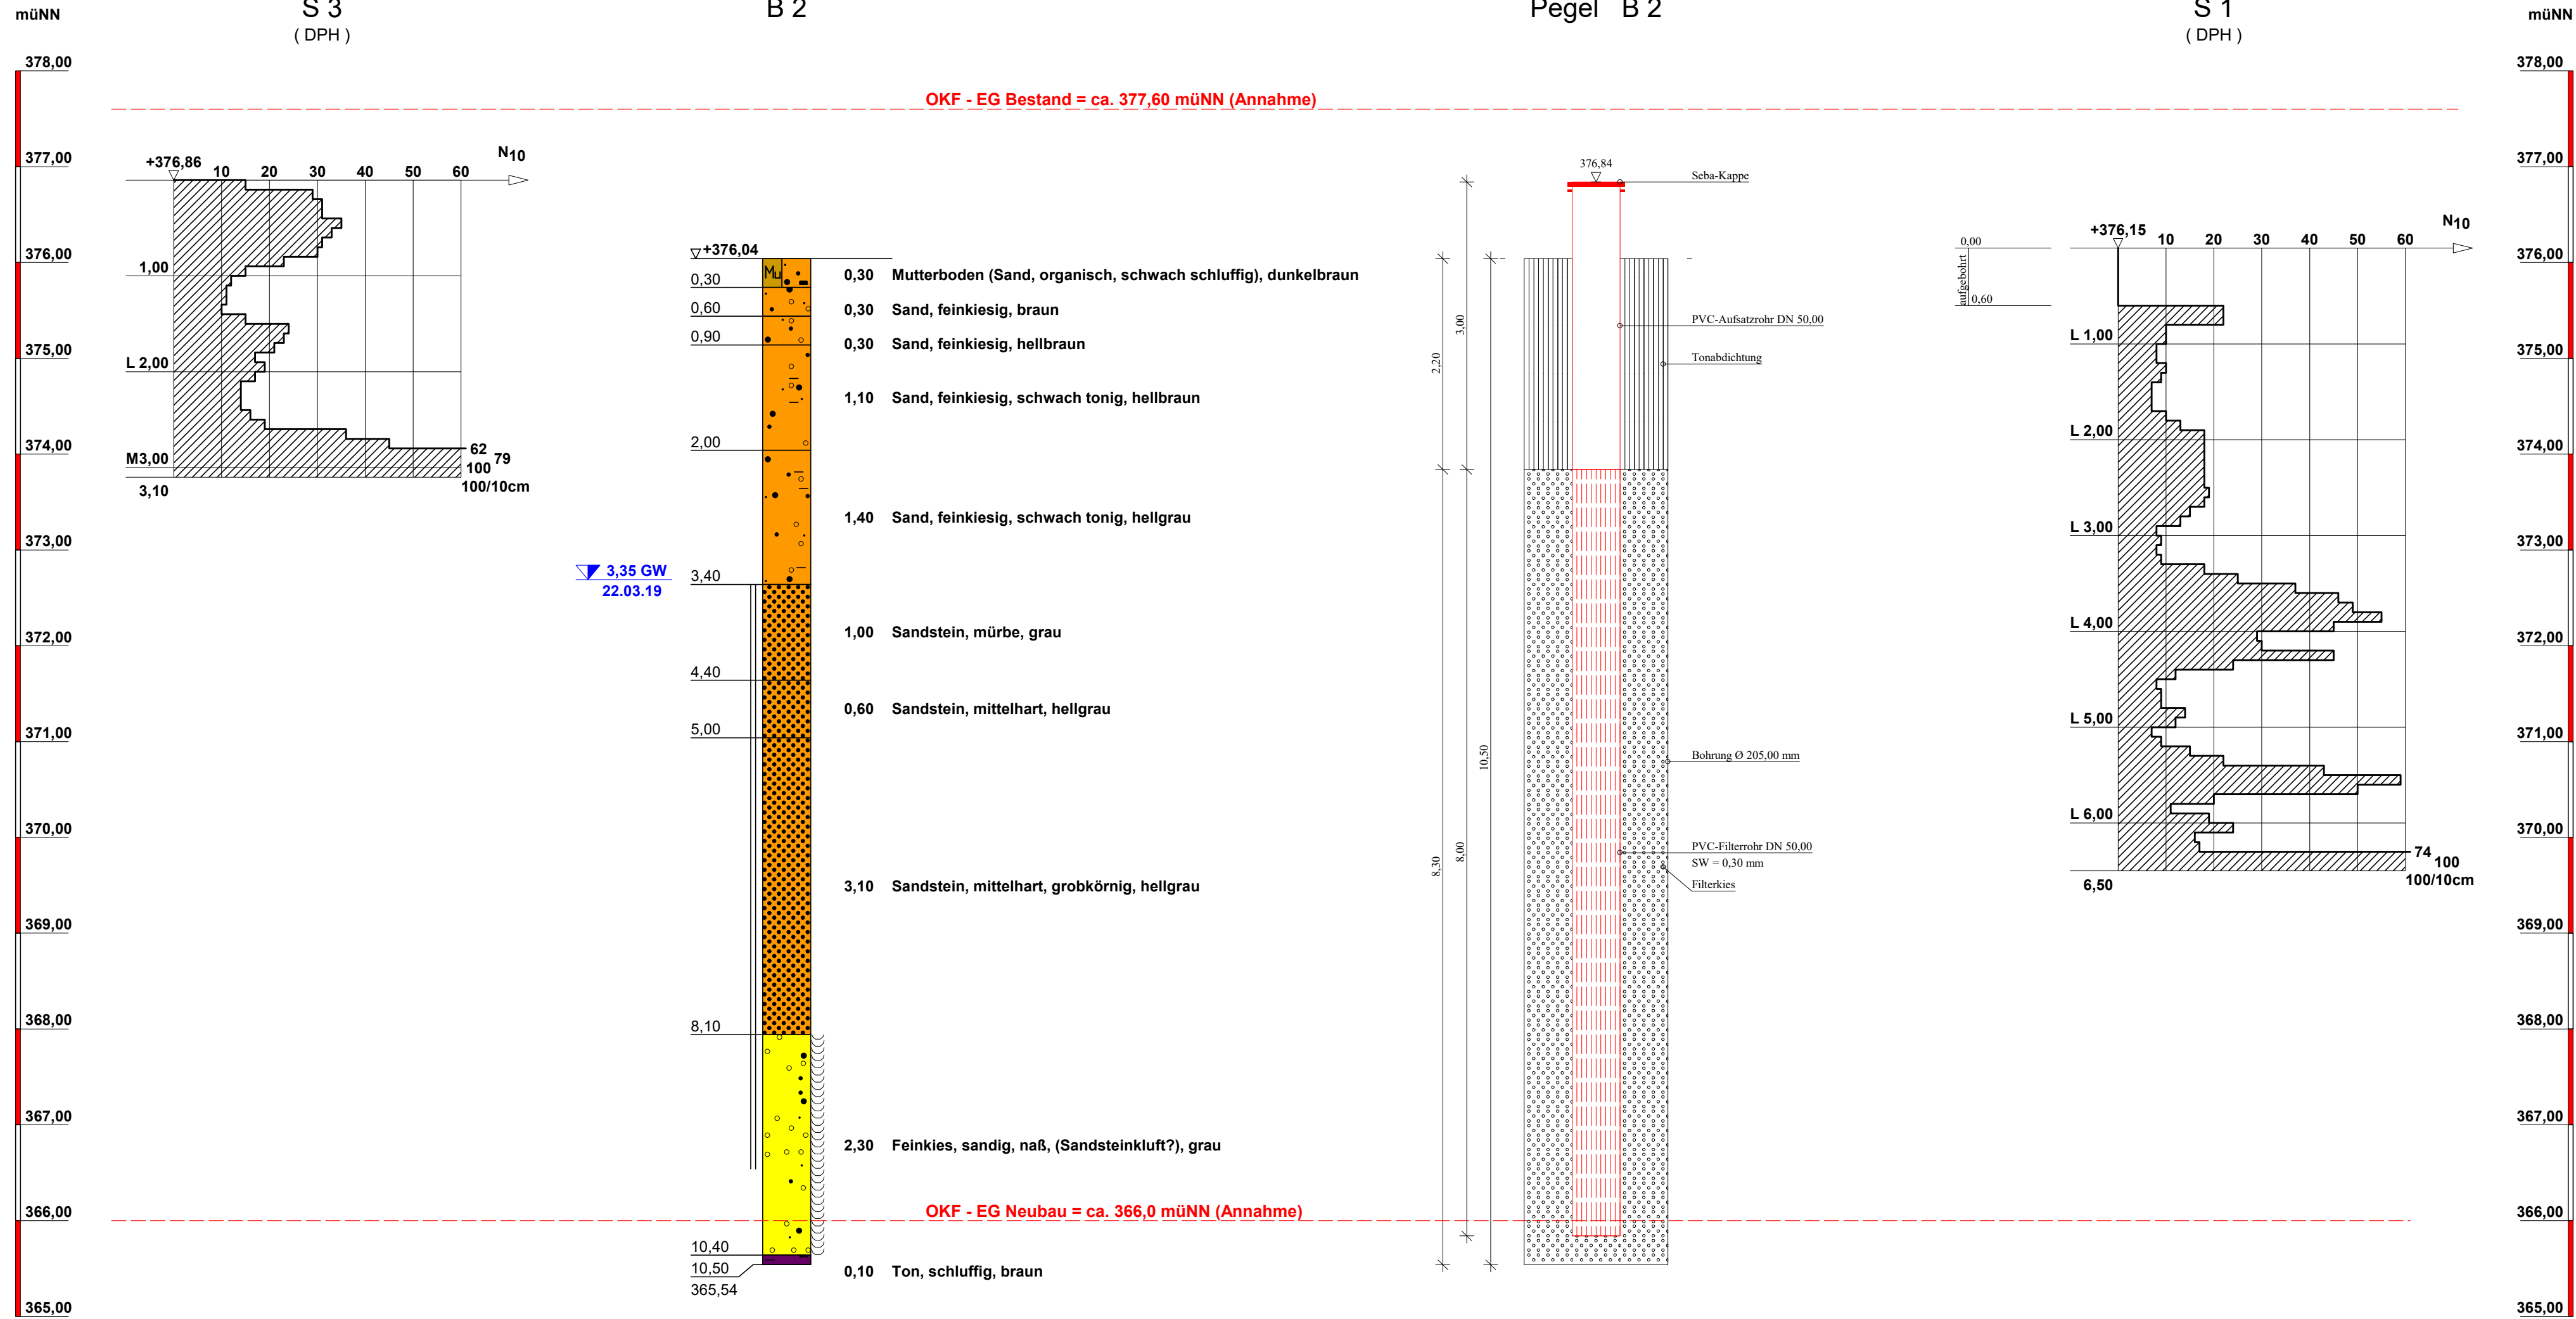 müNN
S 3
( DPH )
B 2
Pegel B 2
S 1
( DPH )
müNN
378,00
377,00
376,00
375,00
374,00
373,00
372,00
371,00
370,00
369,00
368,00
367,00
366,00
365,00
OKF - EG Bestand = ca. 377,60 müNN (Annahme)
+376,86
10 20 30 40 50 60
N10
1,00
L 2,00
M3,00
3,10
62 79
100
100/10cm
3,35 GW
22.03.19
+376,04
Mu
0,30
0,60
0,90
2,00
3,40
4,40
5,00
8,10
10,40
10,50
365,54
0,30 Mutterboden (Sand, organisch, schwach schluffig), dunkelbraun
0,30 Sand, feinkiesig, braun
0,30 Sand, feinkiesig, hellbraun
1,10 Sand, feinkiesig, schwach tonig, hellbraun
1,40 Sand, feinkiesig, schwach tonig, hellgrau
1,00 Sandstein, mürbe, grau
0,60 Sandstein, mittelhart, hellgrau
3,10 Sandstein, mittelhart, grobkörnig, hellgrau
2,30 Feinkies, sandig, naß, (Sandsteinkluft?), grau
OKF - EG Neubau = ca. 366,0 müNN (Annahme)
0,10 Ton, schluffig, braun
376,84
Seba-Kappe
3,00
2,20
PVC-Aufsatzrohr DN 50,00
Tonabdichtung
10,50
Bohrung Ø 205,00 mm
8,30
8,00
PVC-Filterrohr DN 50,00
SW = 0,30 mm
Filterkies
0,00
aufgebohrt
0,60
+376,15
10 20 30 40 50 60
N10
L 1,00
L 2,00
L 3,00
L 4,00
L 5,00
L 6,00
6,50
74 100
100/10cm
378,00
377,00
376,00
375,00
374,00
373,00
372,00
371,00
370,00
369,00
368,00
367,00
366,00
365,00